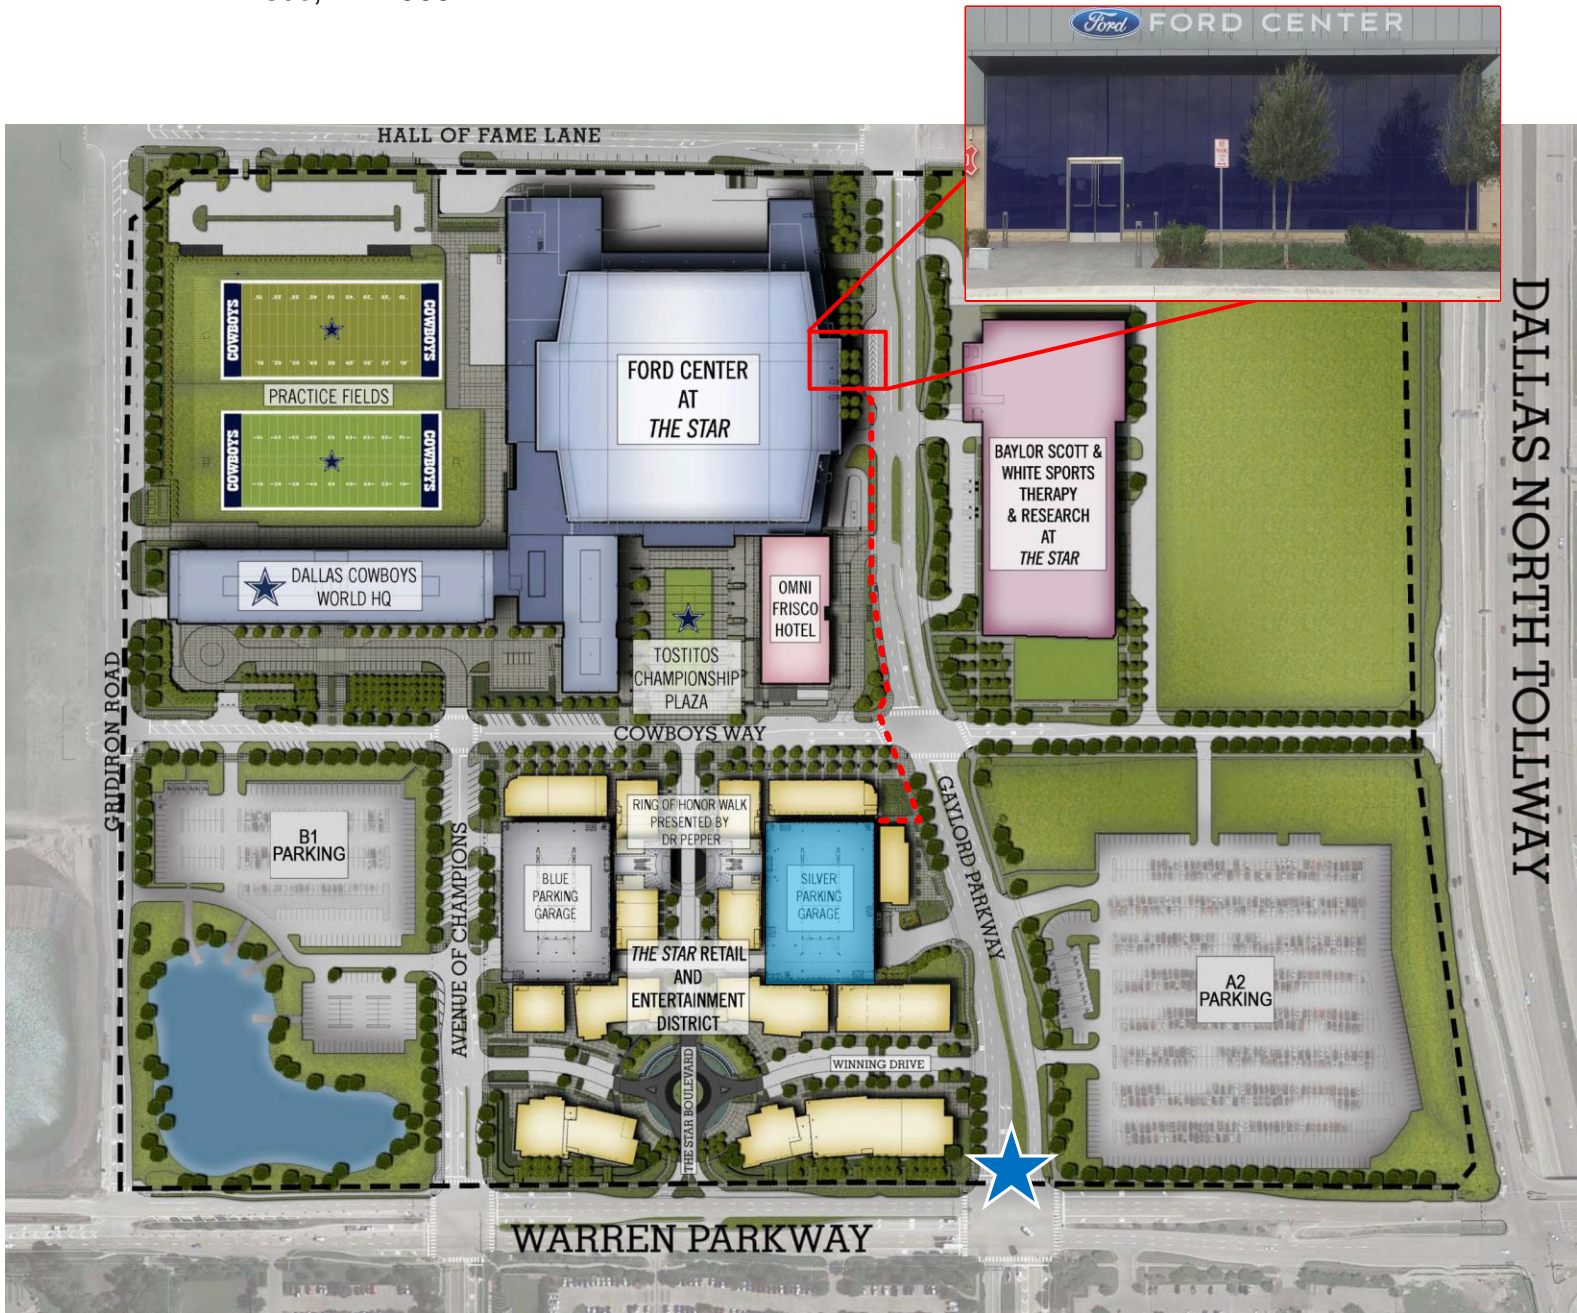 Ford FORD CENTER
HALL OF FAME LANE
COWBOYS
COWBOYS
PRACTICE FIELDS
COWBOYS
COWBOYS
FORD CENTER
AT
THE STAR
BAYLOR SCOTT &
WHITE SPORTS
THERAPY
& RESEARCH
AT
THE STAR
DALLAS NORTH TOLLWAY
DALLAS COWBOYS
WORLD HQ
OMNI
FRISCO
HOTEL
TOSTITOS
CHAMPIONSHIP
PLAZA
GRIDIRON ROAD
COWBOYS WAY
RING OF HONOR WALK
PRESENTED BY
DR PEPPER
B1
PARKING
AVENUE OF CHAMPIONS
BLUE
PARKING
GARAGE
SILVER
PARKING
GARAGE
GAYLORD PARKWAY
THE STAR RETAIL
AND
ENTERTAINMENT
DISTRICT
A2
PARKING
WINNING DRIVE
THE STAR BOULEVARD
WARREN PARKWAY